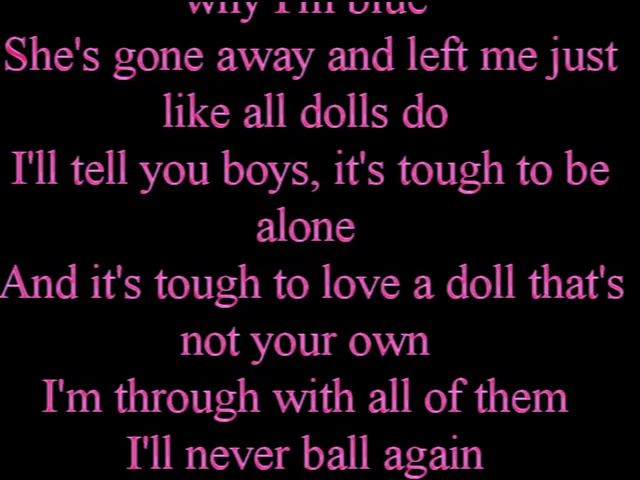 why I'm blue
She's gone away and left me just
like all dolls do
I'll tell you boys, it's tough to be
alone
And it's tough to love a doll that's
not your own
I'm through with all of them
I'll never ball again